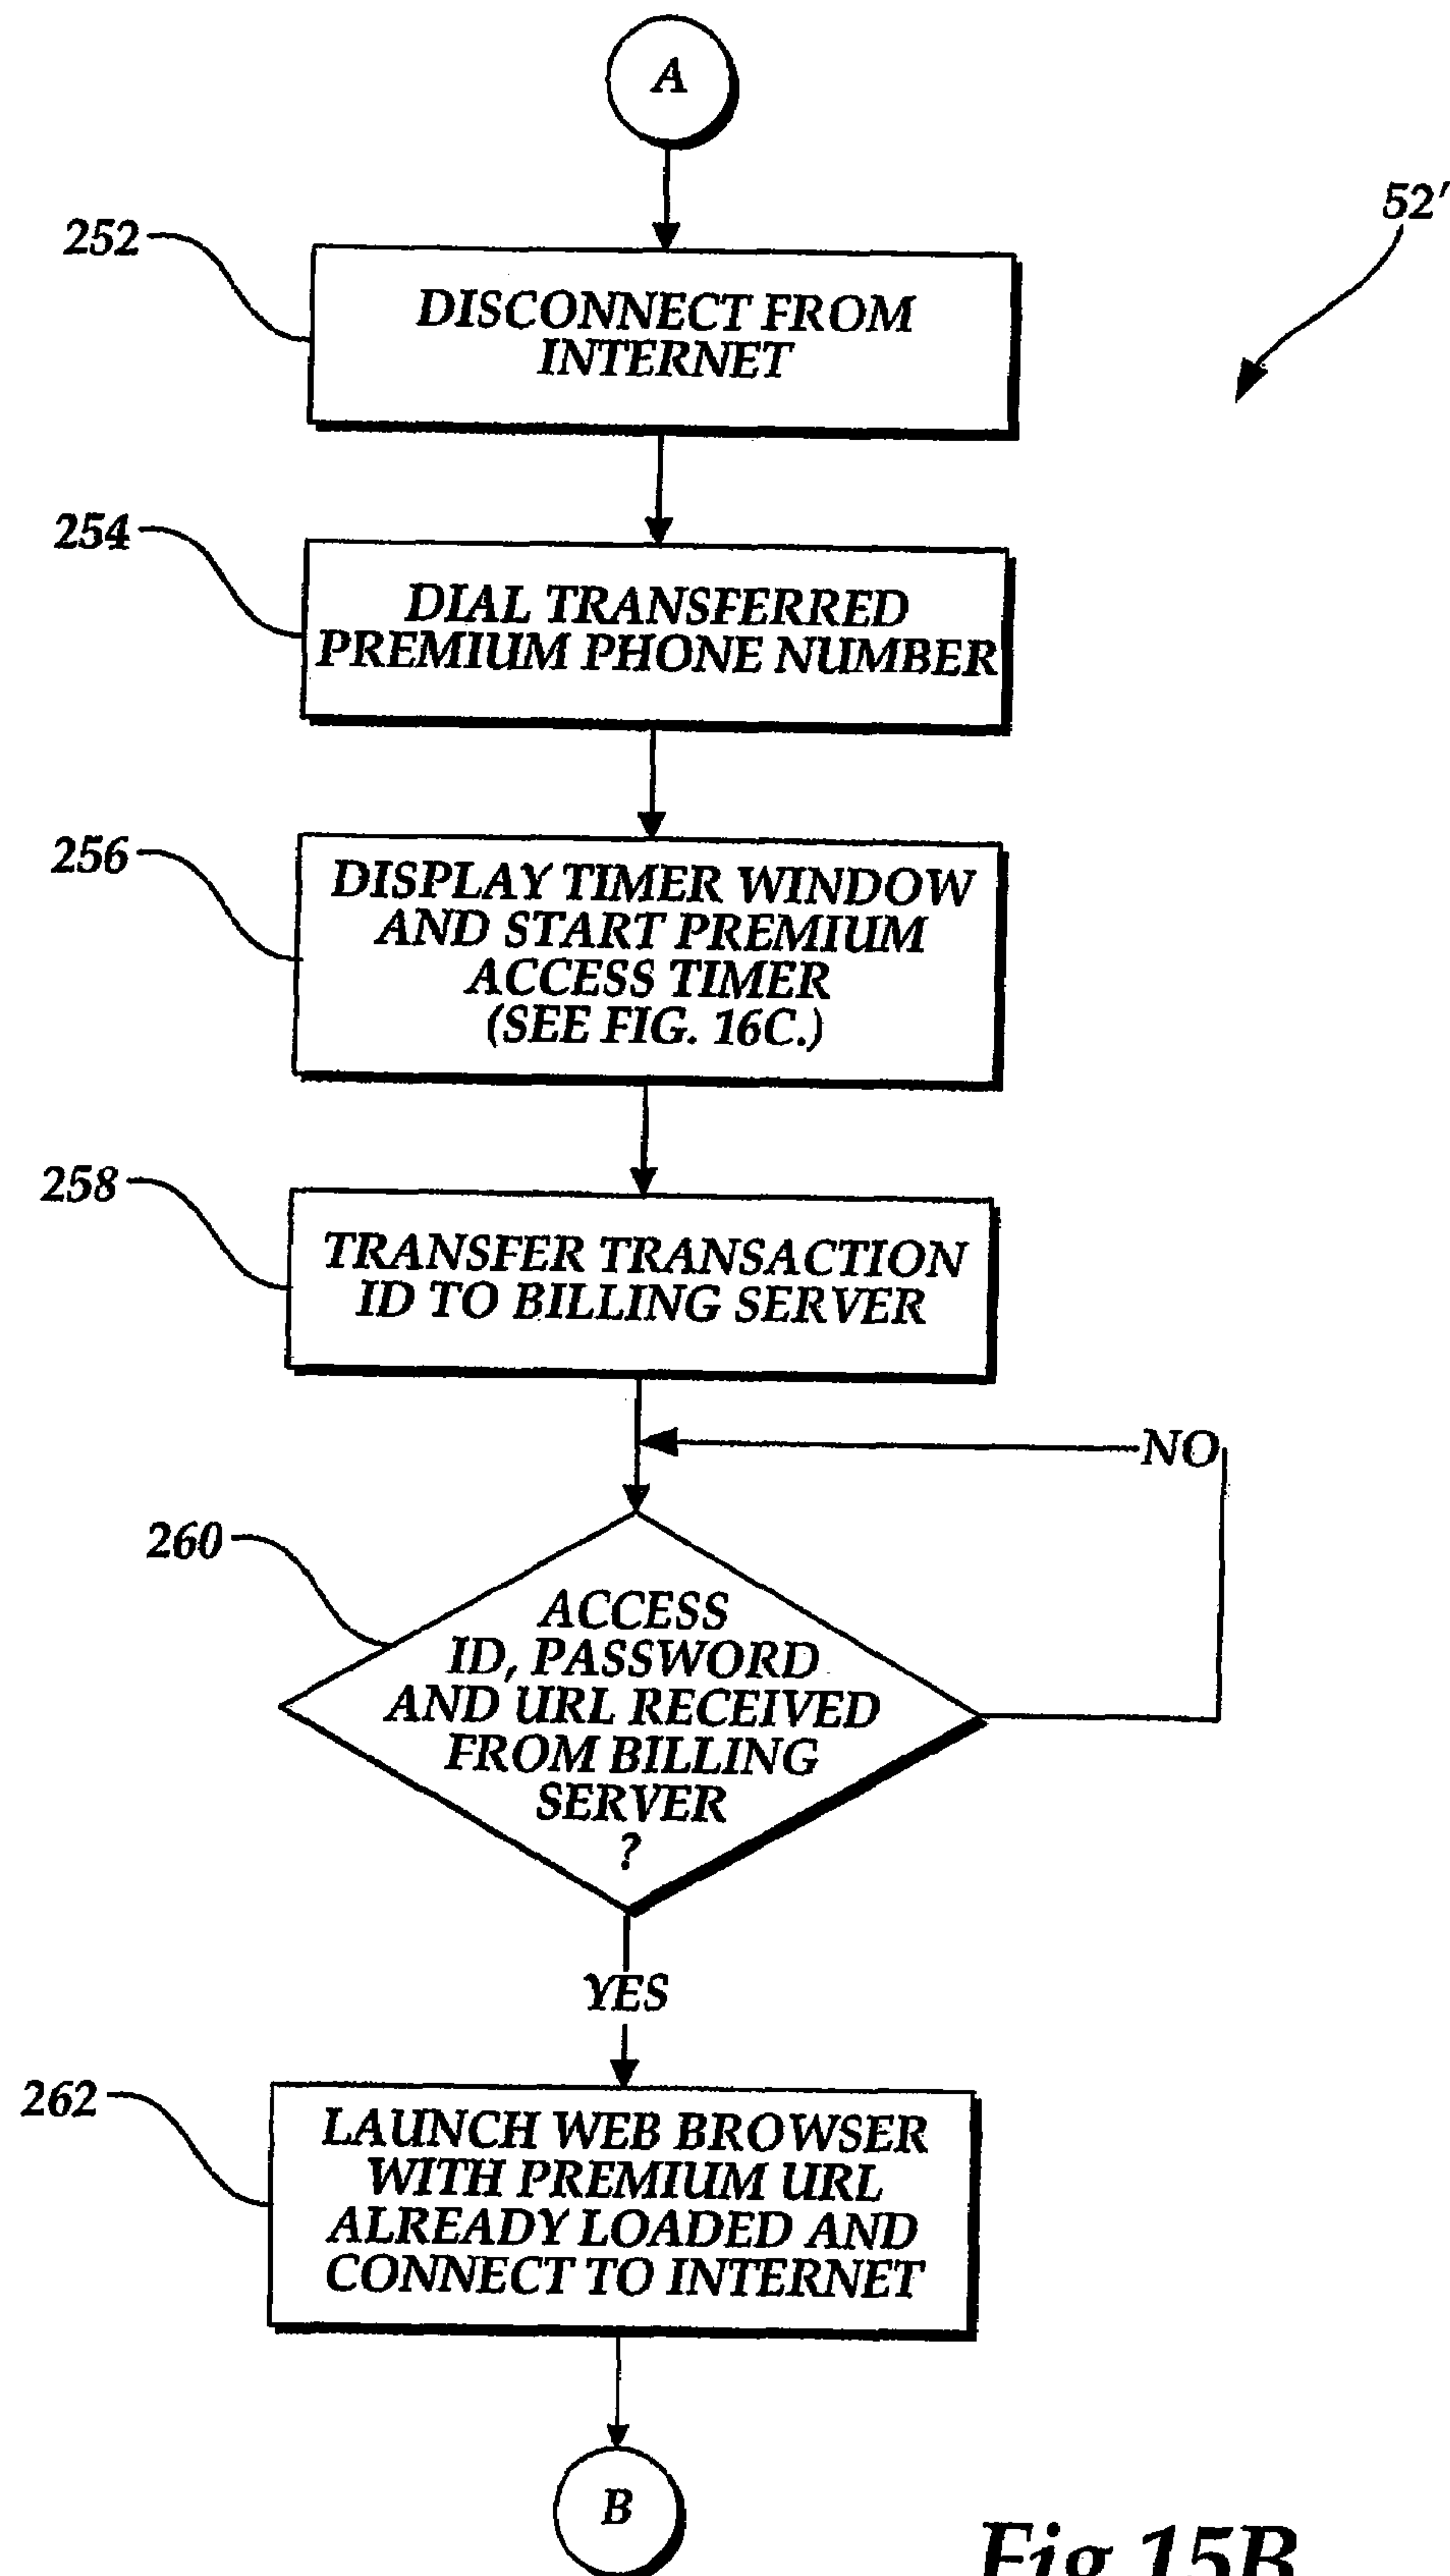 A
52'
252
DISCONNECT FROM
INTERNET
254
DIAL TRANSFERRED
PREMIUM PHONE NUMBER
256
DISPLAY TIMER WINDOW
AND START PREMIUM
ACCESS TIMER
(SEE FIG. 16C.)
258
TRANSFER TRANSACTION
ID TO BILLING SERVER
NO
260
ACCESS
ID, PASSWORD
AND URL RECEIVED
FROM BILLING
SERVER
?
YES
262
LAUNCH WEB BROWSER
WITH PREMIUM URL
ALREADY LOADED AND
CONNECT TO INTERNET
B
Fig 15B